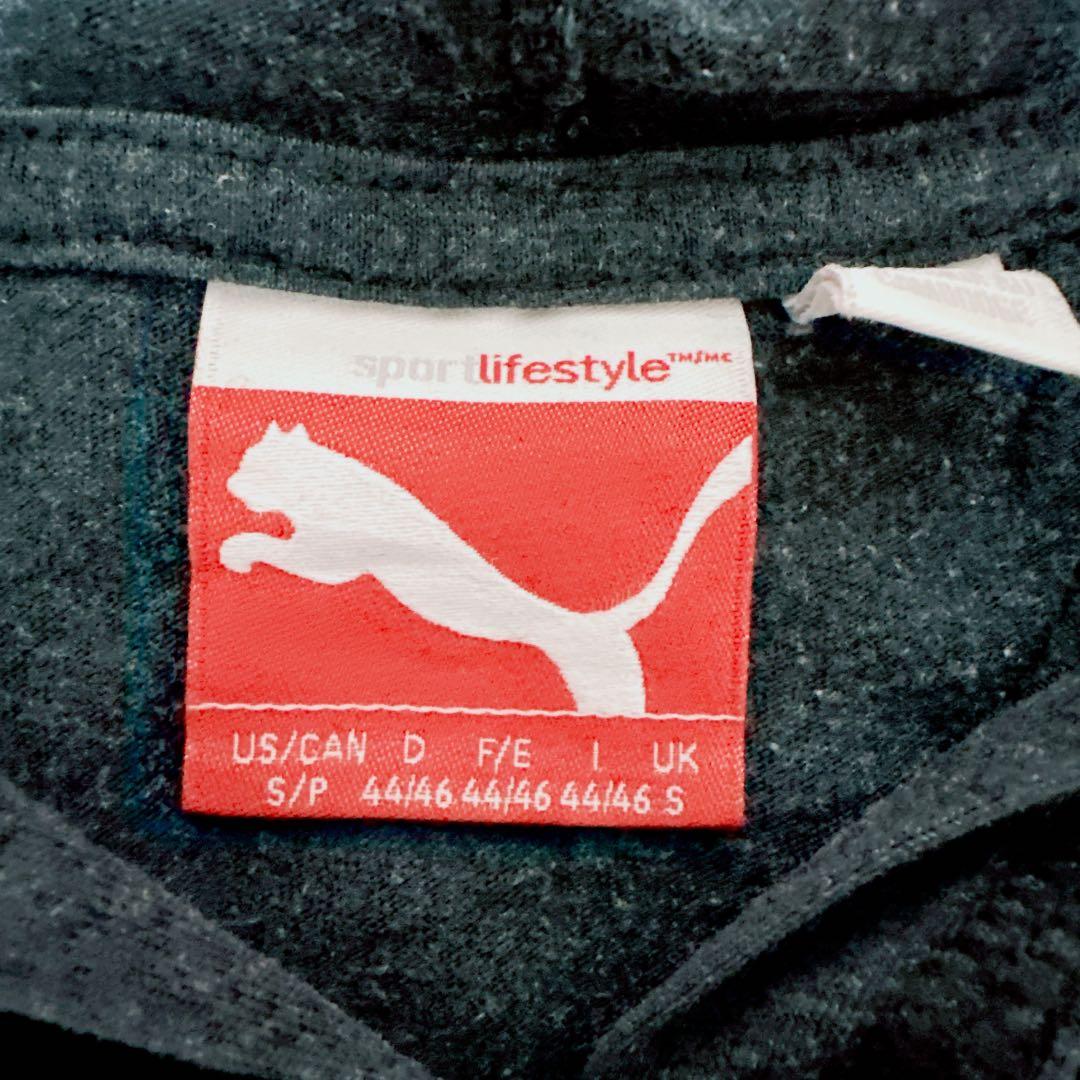 sportlifestyle™/MC
US/CAN D F/E I UK
S/P 44/46 44/46 44/46 S